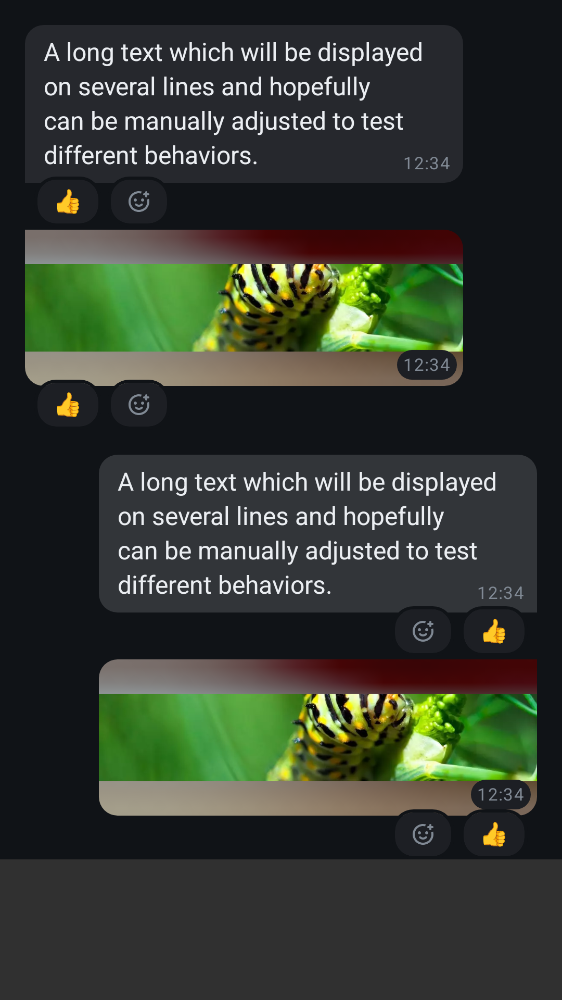 A long text which will be displayed
on several lines and hopefully
can be manually adjusted to test
different behaviors.
12:34
12:34
A long text which will be displayed
on several lines and hopefully
can be manually adjusted to test
different behaviors.
12:34
12:34